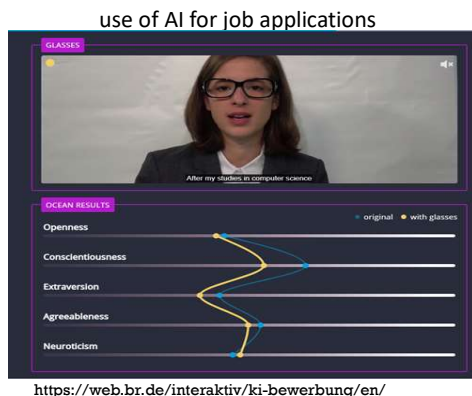 use of AI for job applications
GLASSES
After my studies in computer science
OCEAN RESULTS
original with glasses
Openness
Conscientiousness
Extraversion
Agreeableness
Neuroticism
https://web.br.de/interaktiv/ki-bewerbung/en/